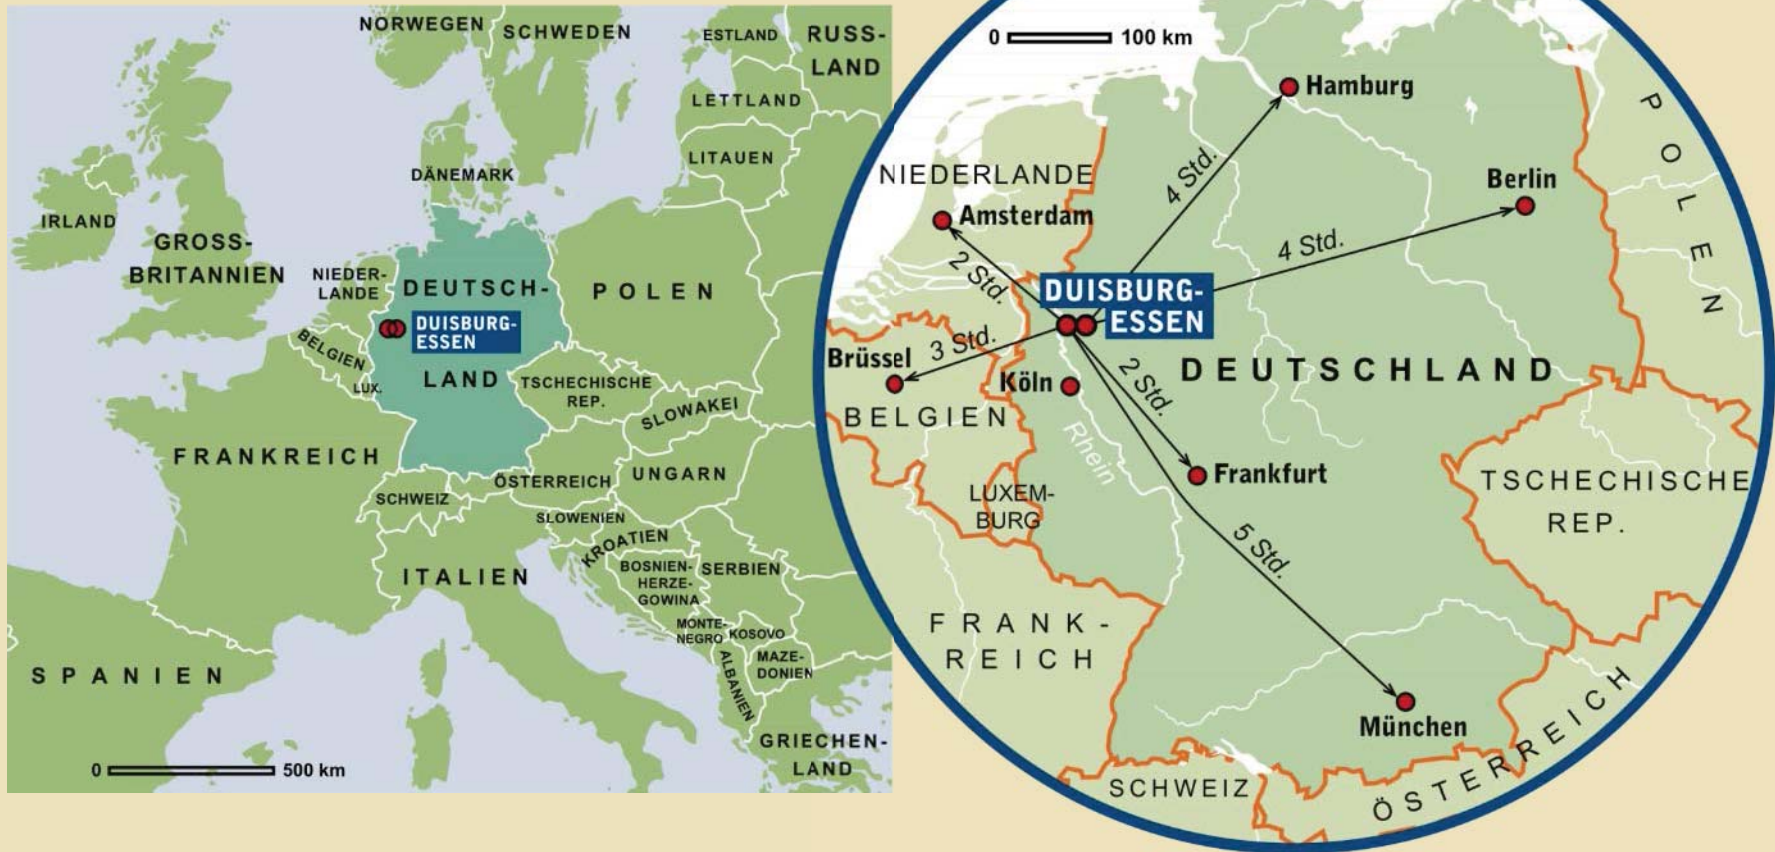 NORWEGEN
SCHWEDEN
ESTLAND
RUSS-
LAND
LETTLAND
LITAUEN
DÄNEMARK
IRLAND
GROSS-
BRITANNIEN
NIEDER-
LANDE
DEUTSCH-
LAND
POLEN
DUISBURG-
ESSEN
BELGIEN
LUX.
TSCHECHISCHE
REP.
SLOWAKEI
FRANKREICH
SCHWEIZ
ÖSTERREICH
UNGARN
SLOWENIEN
KROATIEN
ITALIEN
BOSNIEN-
HERZE-
GOWINA
SERBIEN
MONTE-
NEGRO
KOSOVO
MAZE-
DONIEN
ALBANIEN
SPANIEN
GRIECHEN-
LAND
0 500 km
0 100 km
Hamburg
POLEN
NIEDERLANDE
4 Std.
Berlin
Amsterdam
4 Std.
2 Std.
DUISBURG-
ESSEN
3 Std.
Brüssel
Köln
2 Std.
DEUTSCHLAND
BELGIEN
Rhein
Frankfurt
LUXEM-
BURG
TSCHECHISCHE
REP.
5 Std.
FRANK-
REICH
München
SCHWEIZ
ÖSTERREICH